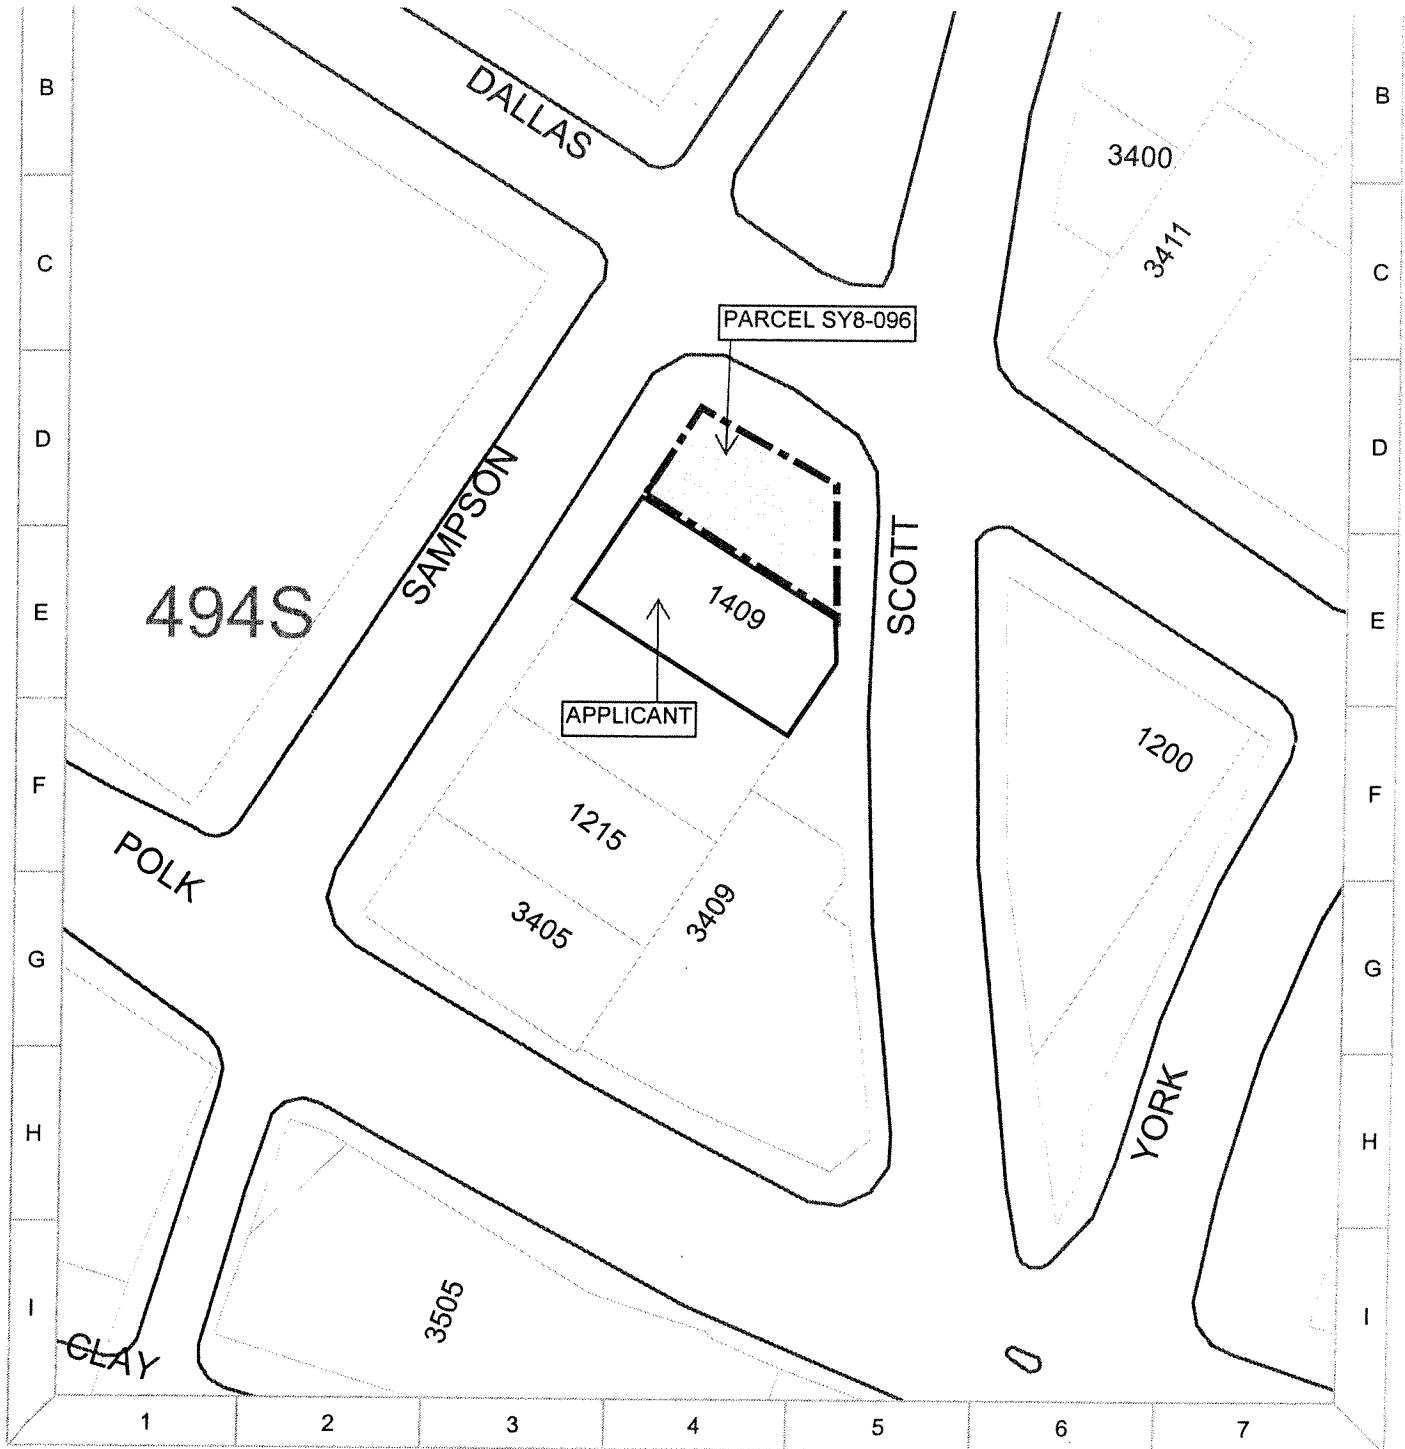 B
B
DALLAS
3400
C
3411
C
PARCEL SY8-096
D
D
SAMPSON
SCOTT
E
494S
1409
E
APPLICANT
F
1200
F
1215
POLK
3405
3409
G
G
H
YORK
H
I
3505
I
CLAY
1
2
3
4
5
6
7